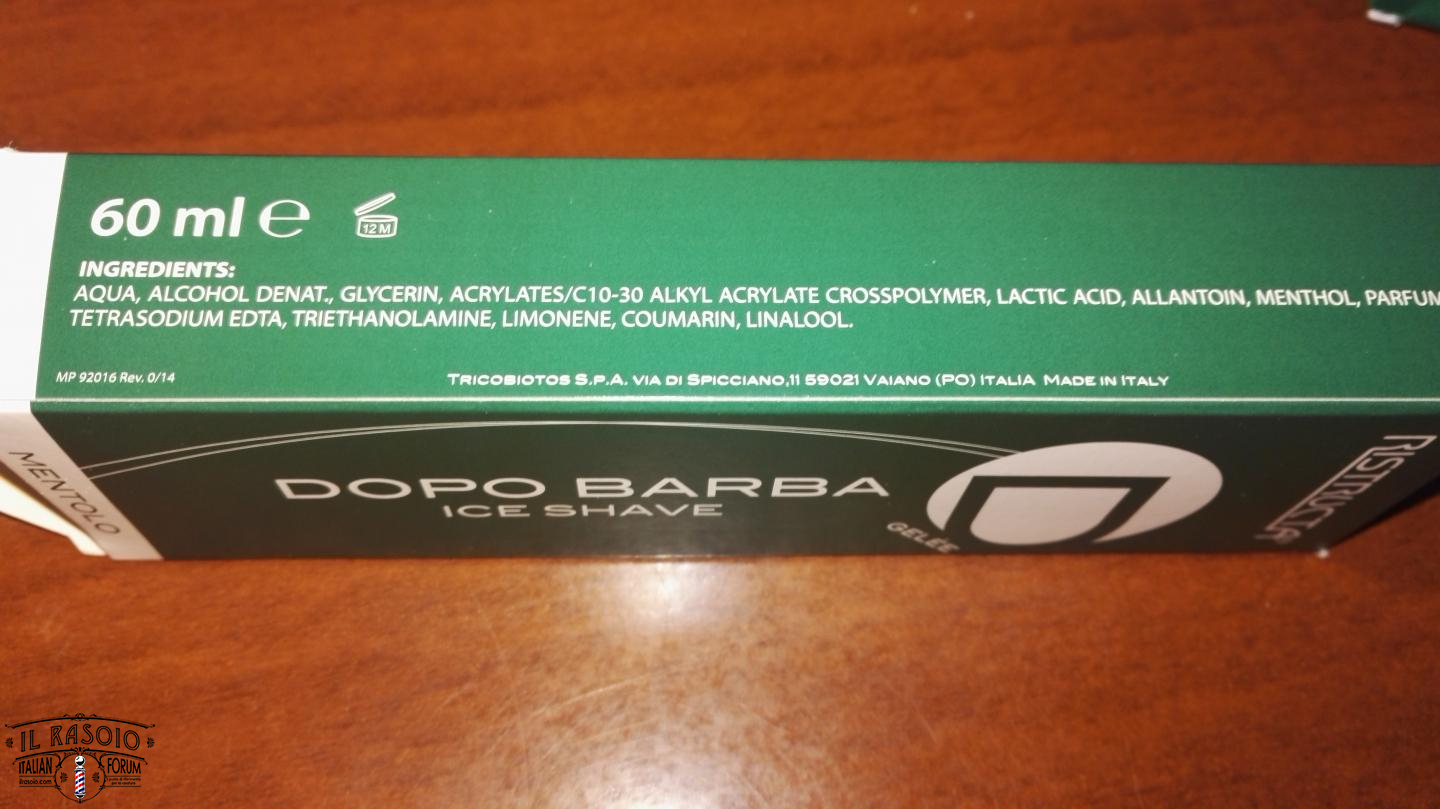 60 ml ℮
12 M
INGREDIENTS:
AQUA, ALCOHOL DENAT., GLYCERIN, ACRYLATES/C10-30 ALKYL ACRYLATE CROSSPOLYMER, LACTIC ACID, ALLANTOIN, MENTHOL, PARFUM
TETRASODIUM EDTA, TRIETHANOLAMINE, LIMONENE, COUMARIN, LINALOOL.
MP 92016 Rev. 0/14
TRICOBIOTOS S.P.A. VIA DI SPICCIANO,11 59021 VAIANO (PO) ITALIA MADE IN ITALY
MENTOLO
DOPO BARBA
ICE SHAVE
GELÉE
IL RASOIO
ITALIAN FORUM